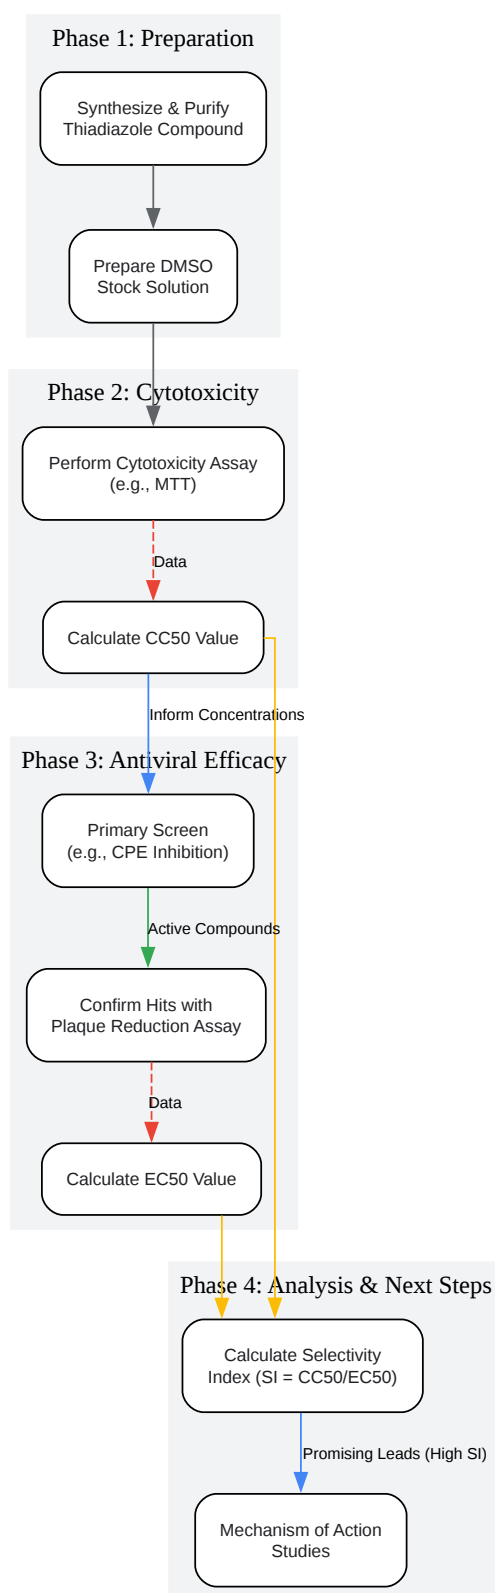 Phase 1: Preparation
Synthesize & Purify
Thiadiazole Compound
Prepare DMSO
Stock Solution
Phase 2: Cytotoxicity
Perform Cytotoxicity Assay
(e.g., MTT)
Data
Calculate CC50 Value
Inform Concentrations
Phase 3: Antiviral Efficacy
Primary Screen
(e.g., CPE Inhibition)
Active Compounds
Confirm Hits with
Plaque Reduction Assay
Data
Calculate EC50 Value
Phase 4: Analysis & Next Steps
Calculate Selectivity
Index (SI = CC50/EC50)
Promising Leads (High SI)
Mechanism of Action
Studies